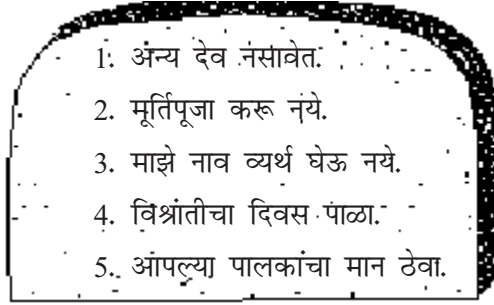 1. अन्य देव नसावेत.
2. मूर्तिपूजा करू नये.
3. माझे नाव व्यर्थ घेऊ नये.
4. विश्रांतीचा दिवस पाळा.
5. आपल्या पालकांचा मान ठेवा.